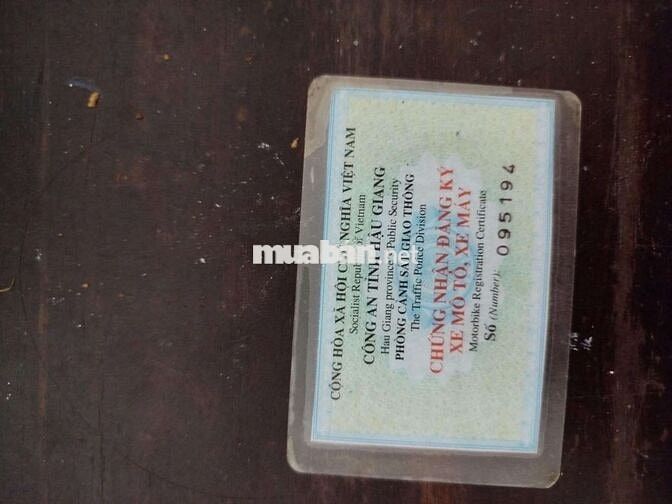 CỘNG HÒA XÃ HỘI CHỦ NGHĨA VIỆT NAM
Socialist Republic of Vietnam
CÔNG AN TỈNH HẬU GIANG
Hau Giang province's Public Security
PHÒNG CẢNH SÁT GIAO THÔNG
The Traffic Police Division
CHỨNG NHẬN ĐĂNG KÝ
XE MÔ TÔ, XE MÁY
Motorbike Registration Certificate
Số (Number): 095194
muaban.net